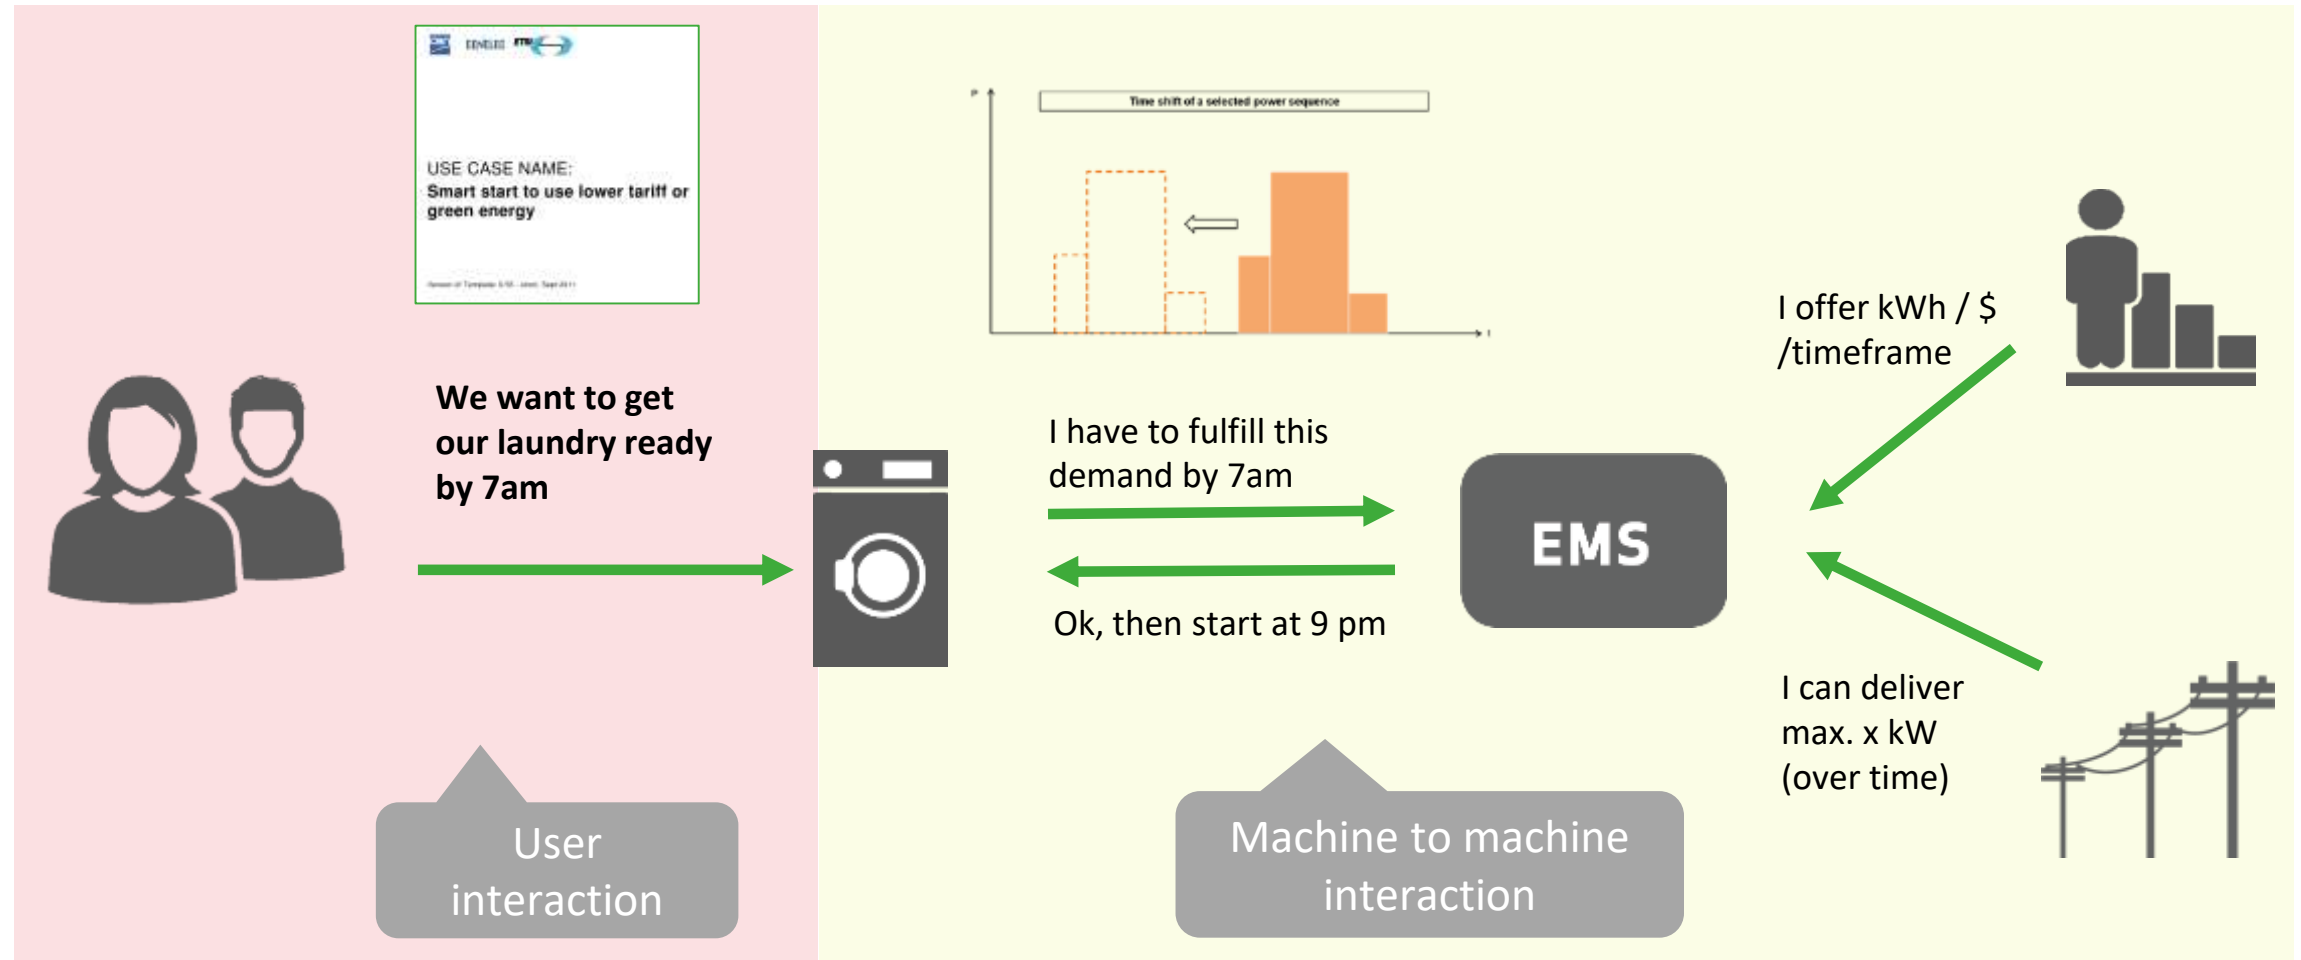 USE CASE NAME:
Smart start to use lower tariff or
green energy
We want to get
our laundry ready
by 7am
P
Time shift of a selected power sequence
t
I have to fulfill this
demand by 7am
Ok, then start at 9 pm
EMS
I offer kWh / $
/timeframe
I can deliver
max. x kW
(over time)
User
interaction
Machine to machine
interaction